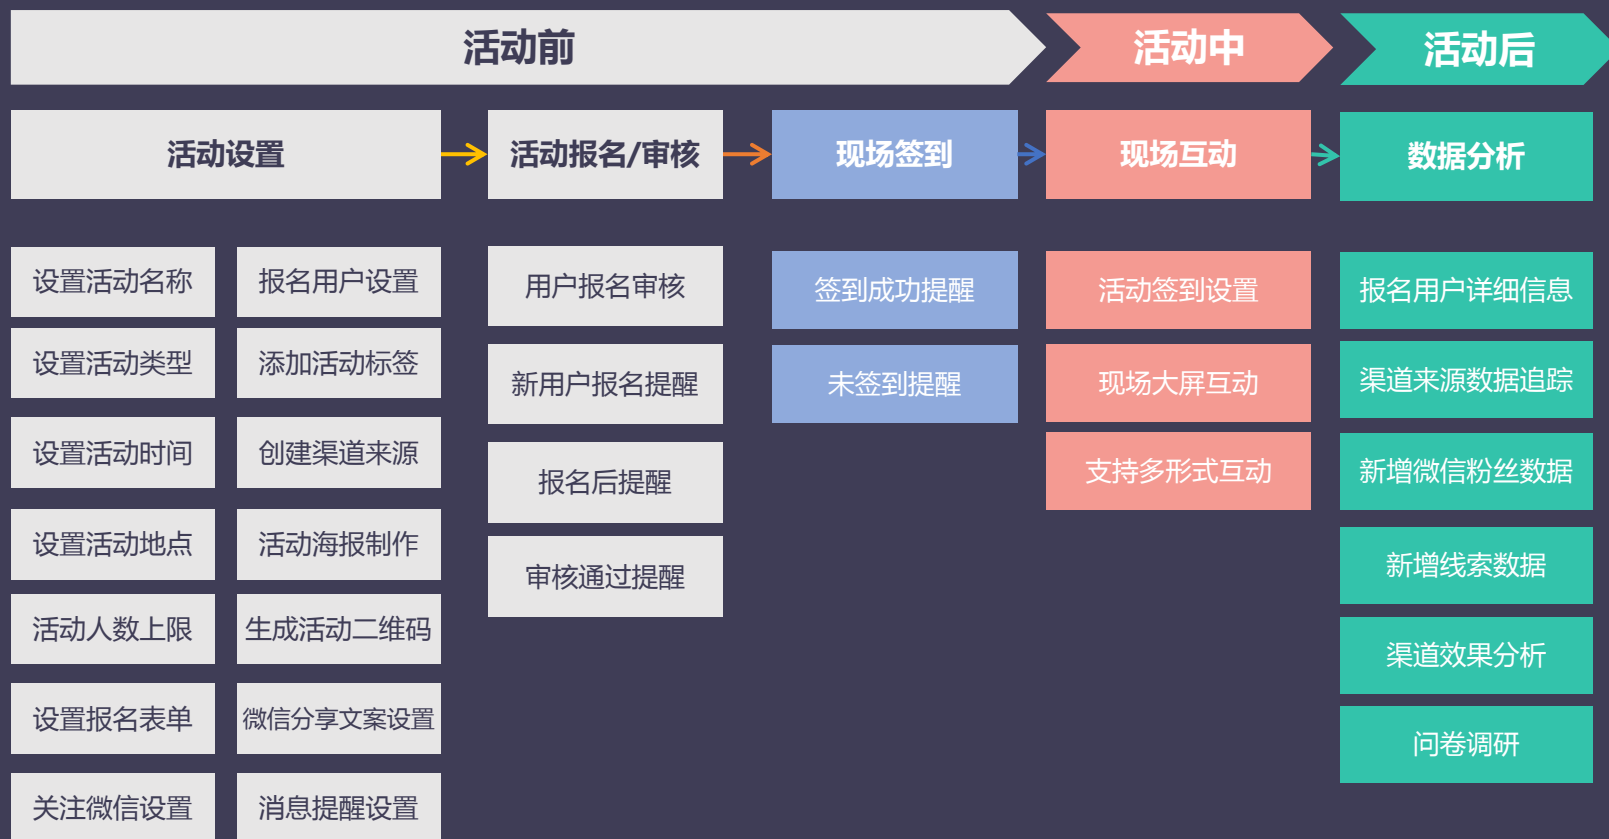 活动前
活动中
活动后
活动设置
活动报名/审核
现场签到
现场互动
数据分析
设置活动名称
设置活动类型
设置活动时间
设置活动地点
活动人数上限
设置报名表单
关注微信设置
报名用户设置
添加活动标签
创建渠道来源
活动海报制作
生成活动二维码
微信分享文案设置
消息提醒设置
用户报名审核
新用户报名提醒
报名后提醒
审核通过提醒
签到成功提醒
未签到提醒
活动签到设置
现场大屏互动
支持多形式互动
报名用户详细信息
渠道来源数据追踪
新增微信粉丝数据
新增线索数据
渠道效果分析
问卷调研